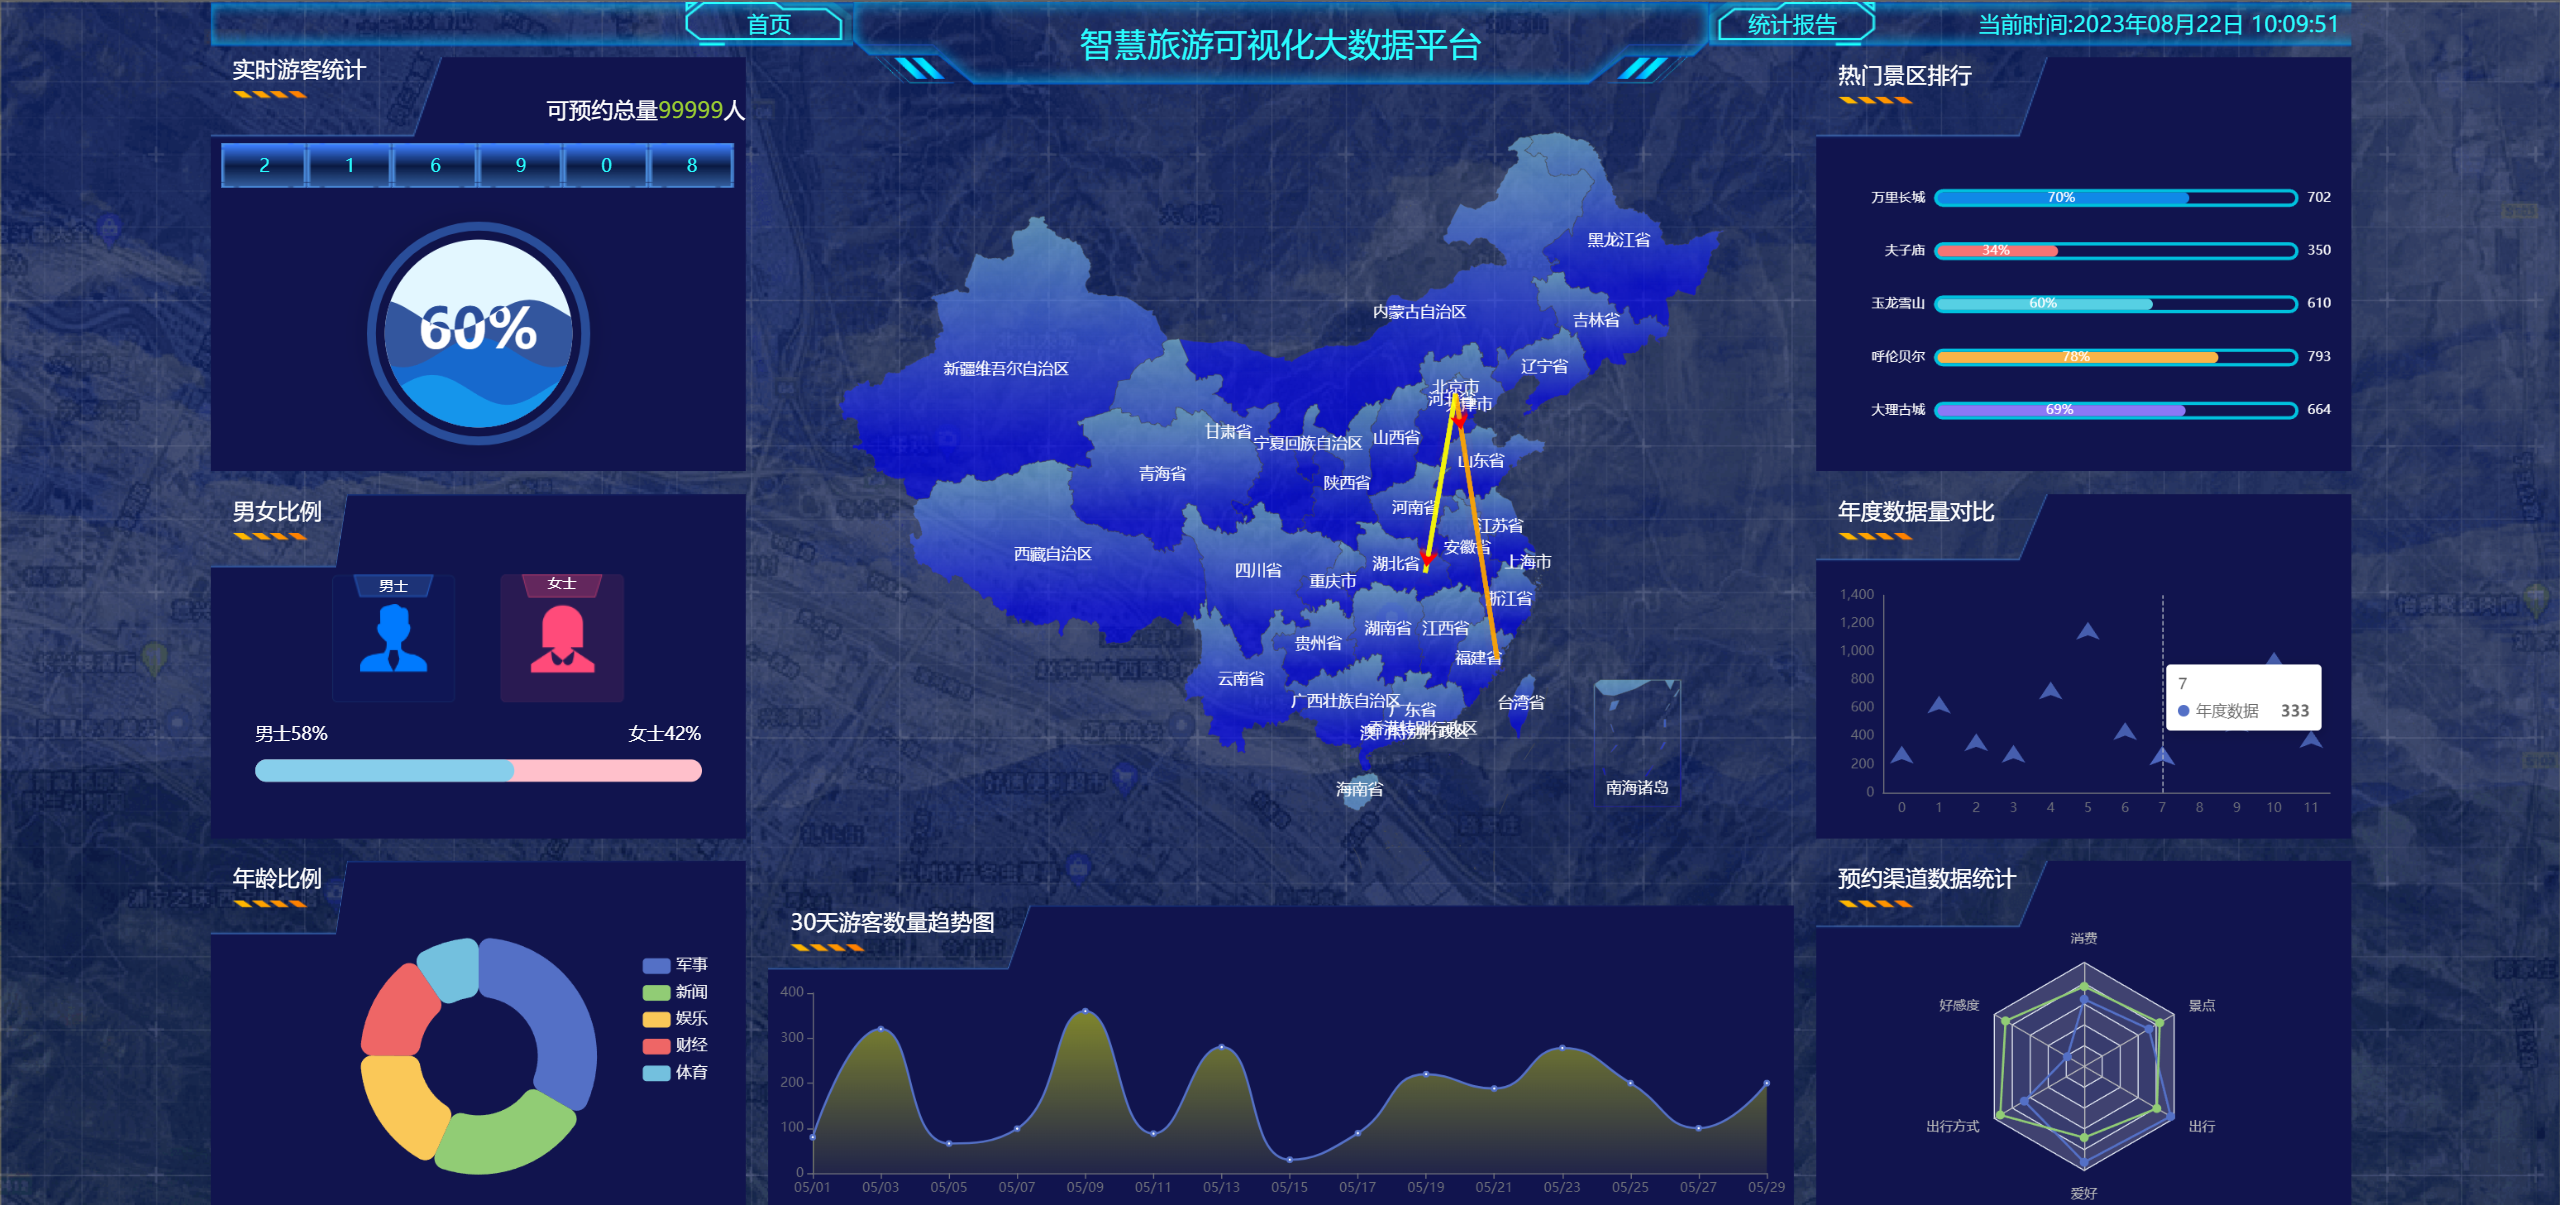 首页
智慧旅游可视化大数据平台
统计报告
当前时间:2023年08月22日 10:09:51
实时游客统计
可预约总量99999人
2 1 6 9 0 8
60%
男女比例
男士
女士
男士58% 女士42%
年龄比例
军事
新闻
娱乐
财经
体育
黑龙江省
内蒙古自治区
吉林省
新疆维吾尔自治区
辽宁省
北京市
河北省
津市
甘肃省
宁夏回族自治区
山西省
山东省
青海省
陕西省
河南省
江苏省
安徽省
西藏自治区
湖北省
上海市
四川省
重庆市
浙江省
湖南省
江西省
贵州省
福建省
云南省
广西壮族自治区
广东省
台湾省
香港特别行政区
澳门特别行政区
海南省
南海诸岛
30天游客数量趋势图
400
300
200
100
0
05/01 05/03 05/05 05/07 05/09 05/11 05/13 05/15 05/17 05/19 05/21 05/23 05/25 05/27 05/29
热门景区排行
万里长城 70% 702
夫子庙 34% 350
玉龙雪山 60% 610
呼伦贝尔 78% 793
大理古城 69% 664
年度数据量对比
1,400
1,200
1,000
800
600
400
200
0
0 1 2 3 4 5 6 7 8 9 10 11
7
年度数据 333
预约渠道数据统计
消费
好感度
景点
出行方式
出行
爱好